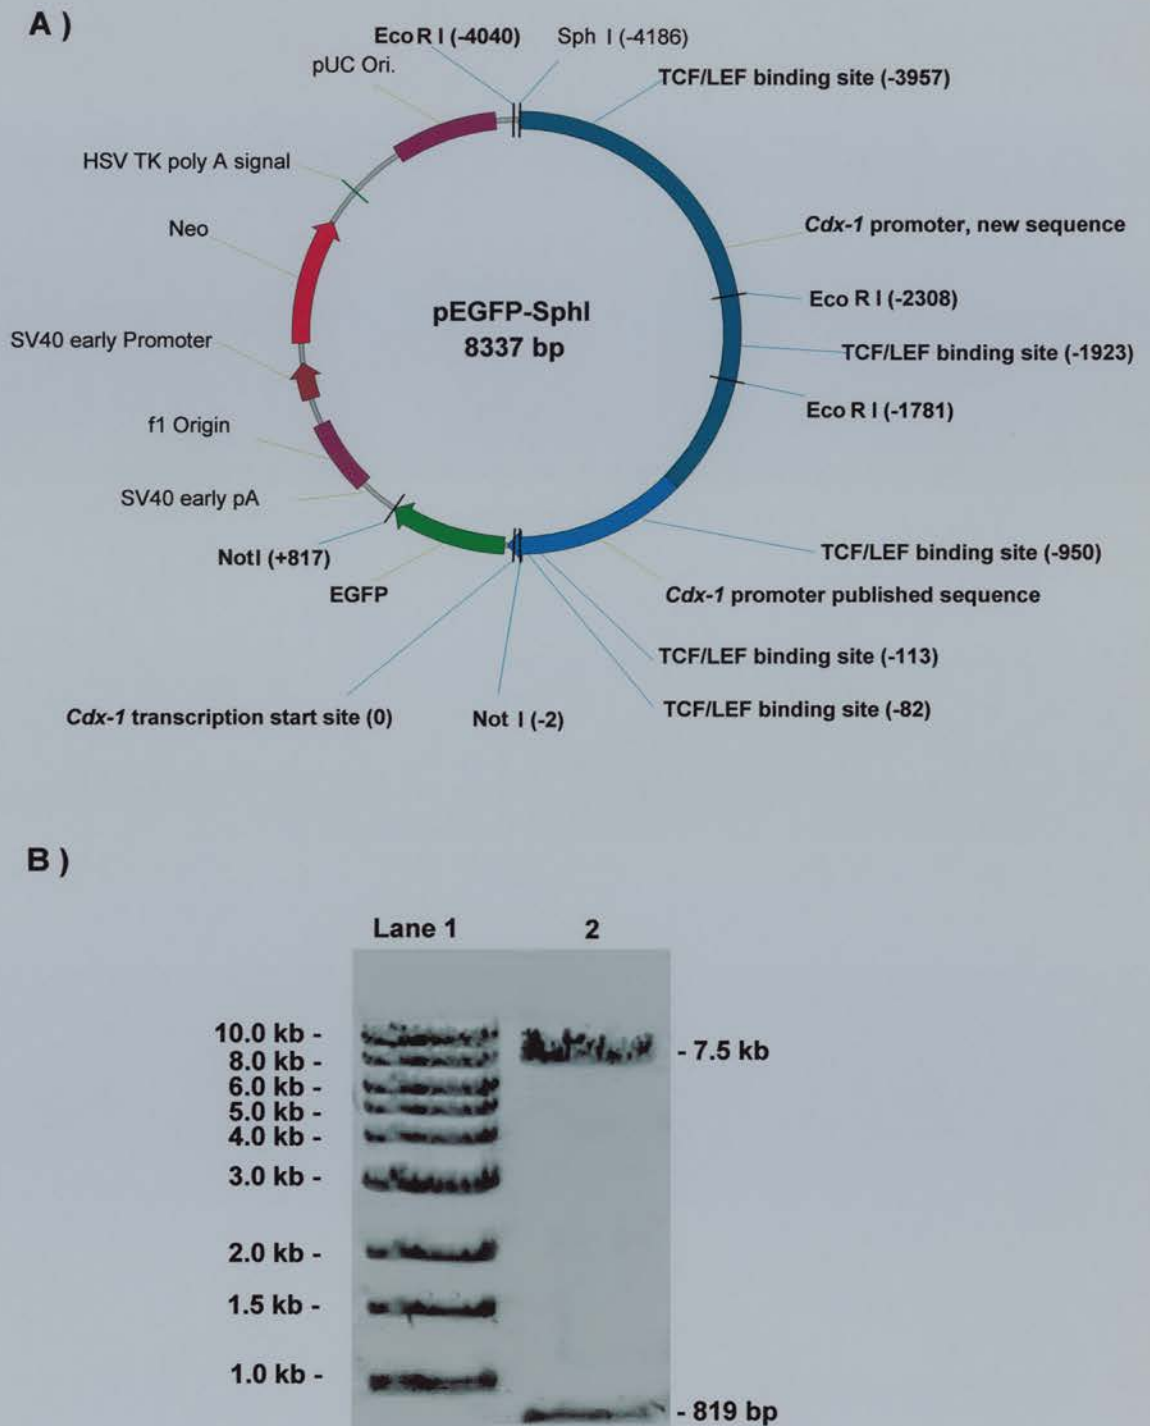 A )
Eco R I (-4040)
Sph I (-4186)
pUC Ori.
TCF/LEF binding site (-3957)
HSV TK poly A signal
Neo
Cdx-1 promoter, new sequence
Eco R I (-2308)
pEGFP-SphI
8337 bp
SV40 early Promoter
TCF/LEF binding site (-1923)
Eco R I (-1781)
f1 Origin
SV40 early pA
NotI (+817)
TCF/LEF binding site (-950)
EGFP
Cdx-1 promoter published sequence
TCF/LEF binding site (-113)
Cdx-1 transcription start site (0)
Not I (-2)
TCF/LEF binding site (-82)
B )
Lane 1
2
10.0 kb -
8.0 kb -
- 7.5 kb
6.0 kb -
5.0 kb -
4.0 kb -
3.0 kb -
2.0 kb -
1.5 kb -
1.0 kb -
- 819 bp